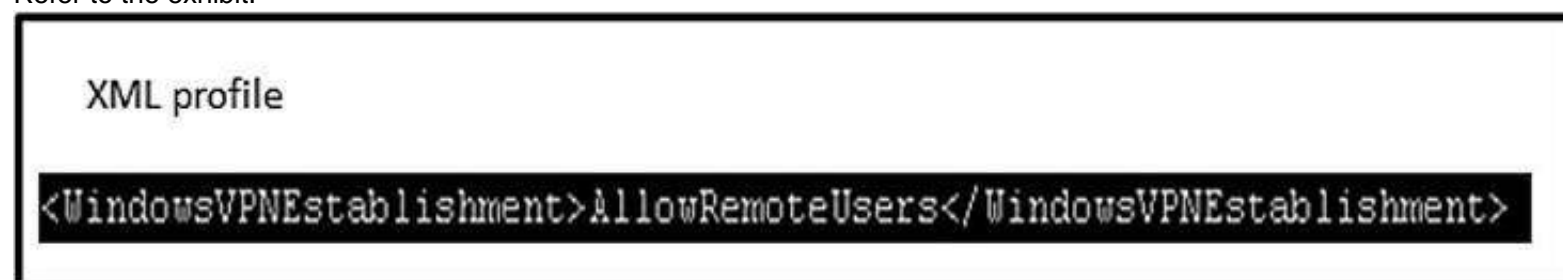 Refer to the exhibit.
XML profile
<WindowsVPNEstablishment>AllowRemoteUsers</WindowsVPNEstablishment>